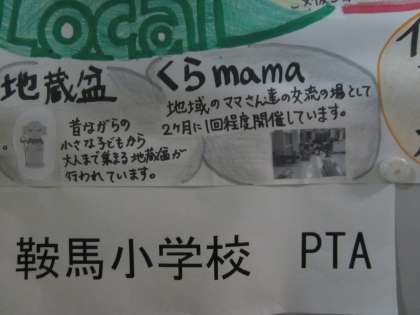 Local
地蔵盆
昔ながらの
小さな子どもから
大人まで集まる地蔵盆が
行われています。
くらmama
地域のママさん達の交流の場として
2ヶ月に1回程度開催しています。
鞍馬小学校 PTA